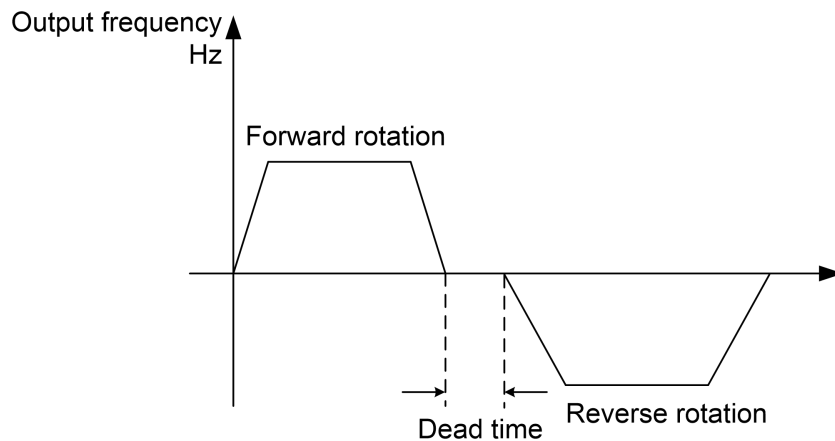 Output frequency
Hz
Forward rotation
Dead time
Reverse rotation